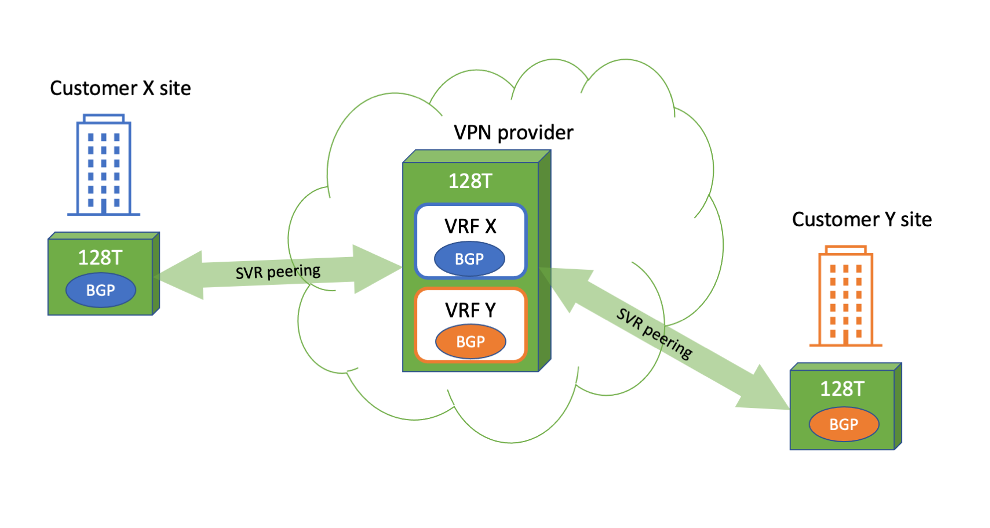 Customer X site
128T
BGP
SVR peering
VPN provider
128T
VRF X
BGP
VRF Y
BGP
SVR peering
Customer Y site
128T
BGP